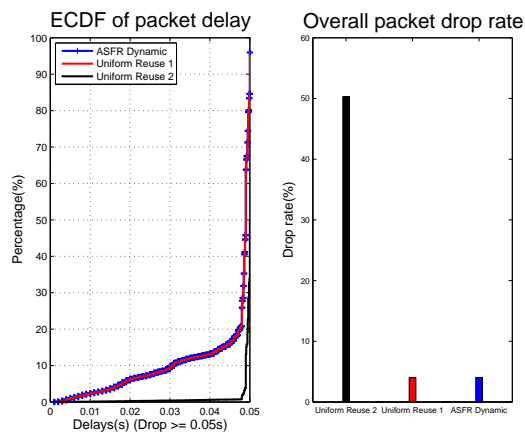 ECDF of packet delay
100
90
80
70
60
50
40
30
20
10
0
Percentage(%)
ASFR Dynamic
Uniform Reuse 1
Uniform Reuse 2
0 0.01 0.02 0.03 0.04 0.05
Delays(s) (Drop >= 0.05s)
Overall packet drop rate
60
50
40
30
20
10
0
Drop rate(%)
Uniform Reuse 2 Uniform Reuse 1 ASFR Dynamic